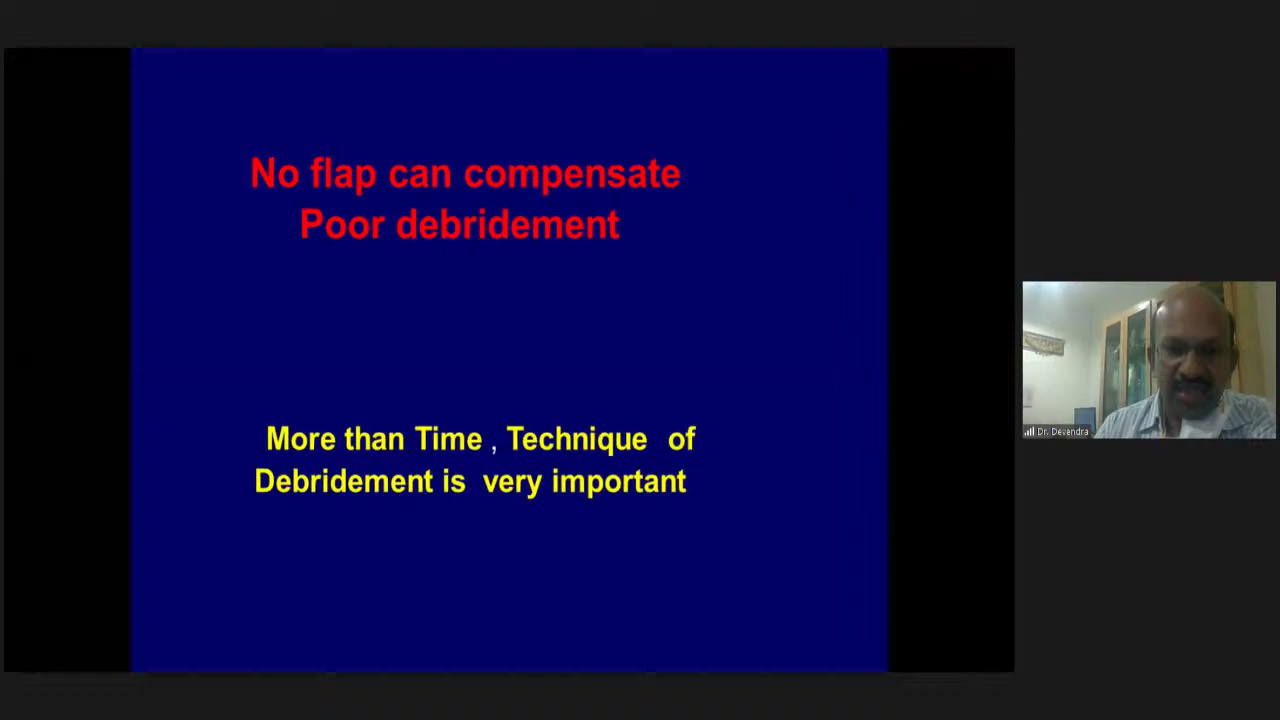 No flap can compensate
Poor debridement
More than Time , Technique of
Debridement is very important
Dr. Devendra